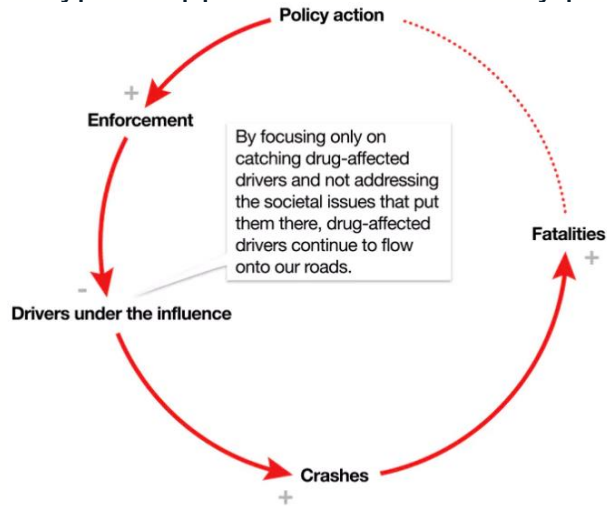 Policy action
+
Enforcement
By focusing only on
catching drug-affected
drivers and not addressing
the societal issues that put
them there, drug-affected
drivers continue to flow
onto our roads.
Fatalities
+
-
Drivers under the influence
Crashes
+